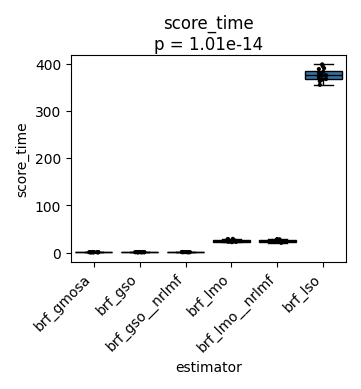 score_time
p = 1.01e-14
score_time
400
300
200
100
0
brf_gmosa
brf_gso
brf_gso__nrlmf
brf_lmo
brf_lmo__nrlmf
brf_lso
estimator